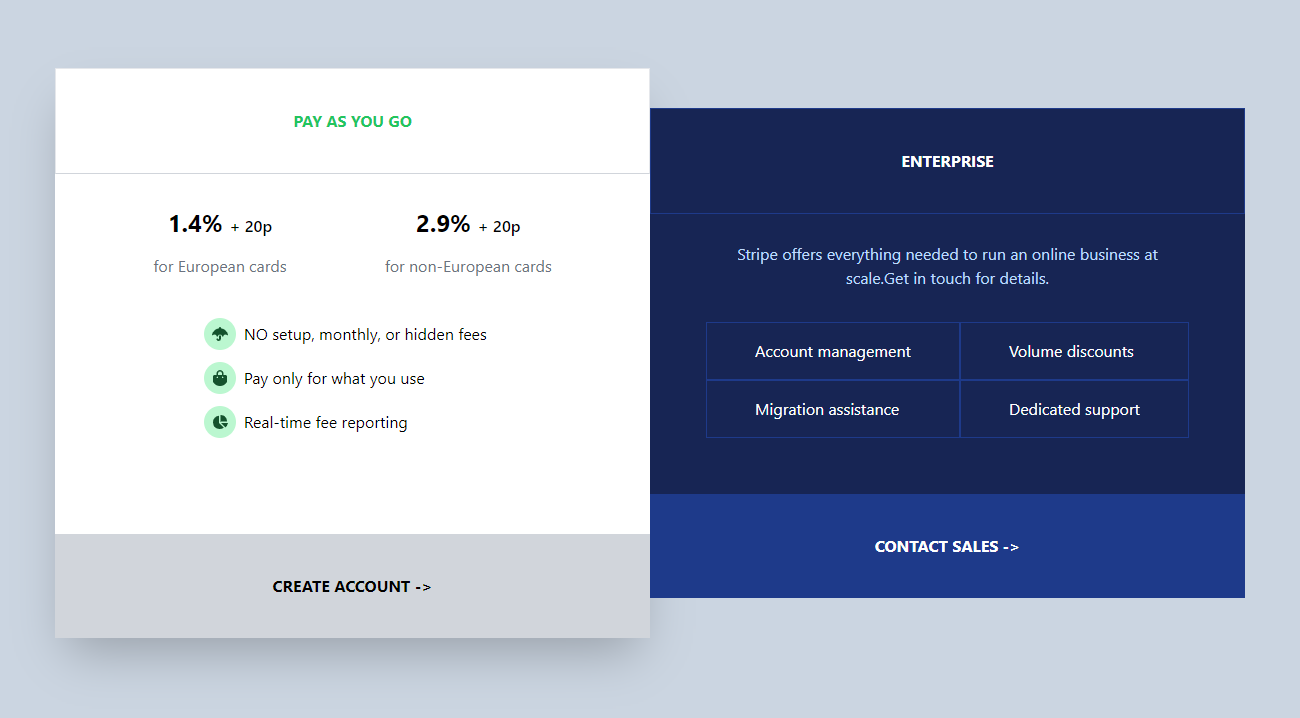 PAY AS YOU GO
1.4% + 20p
2.9% + 20p
for European cards
for non-European cards
NO setup, monthly, or hidden fees
Pay only for what you use
Real-time fee reporting
CREATE ACCOUNT ->
ENTERPRISE
Stripe offers everything needed to run an online business at
scale.Get in touch for details.
Account management
Volume discounts
Migration assistance
Dedicated support
CONTACT SALES ->